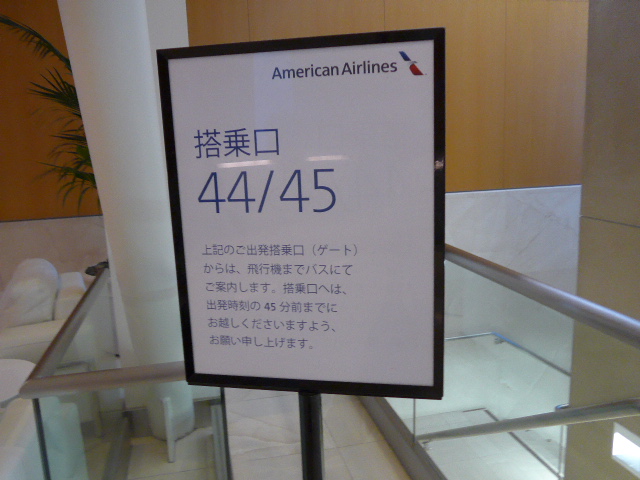 American Airlines
搭乗口
44/45
上記のご出発搭乗口（ゲート）
からは、飛行機までバスにて
ご案内します。搭乗口へは、
出発時刻の 45 分前までに
お越しくださいますよう、
お願い申し上げます。